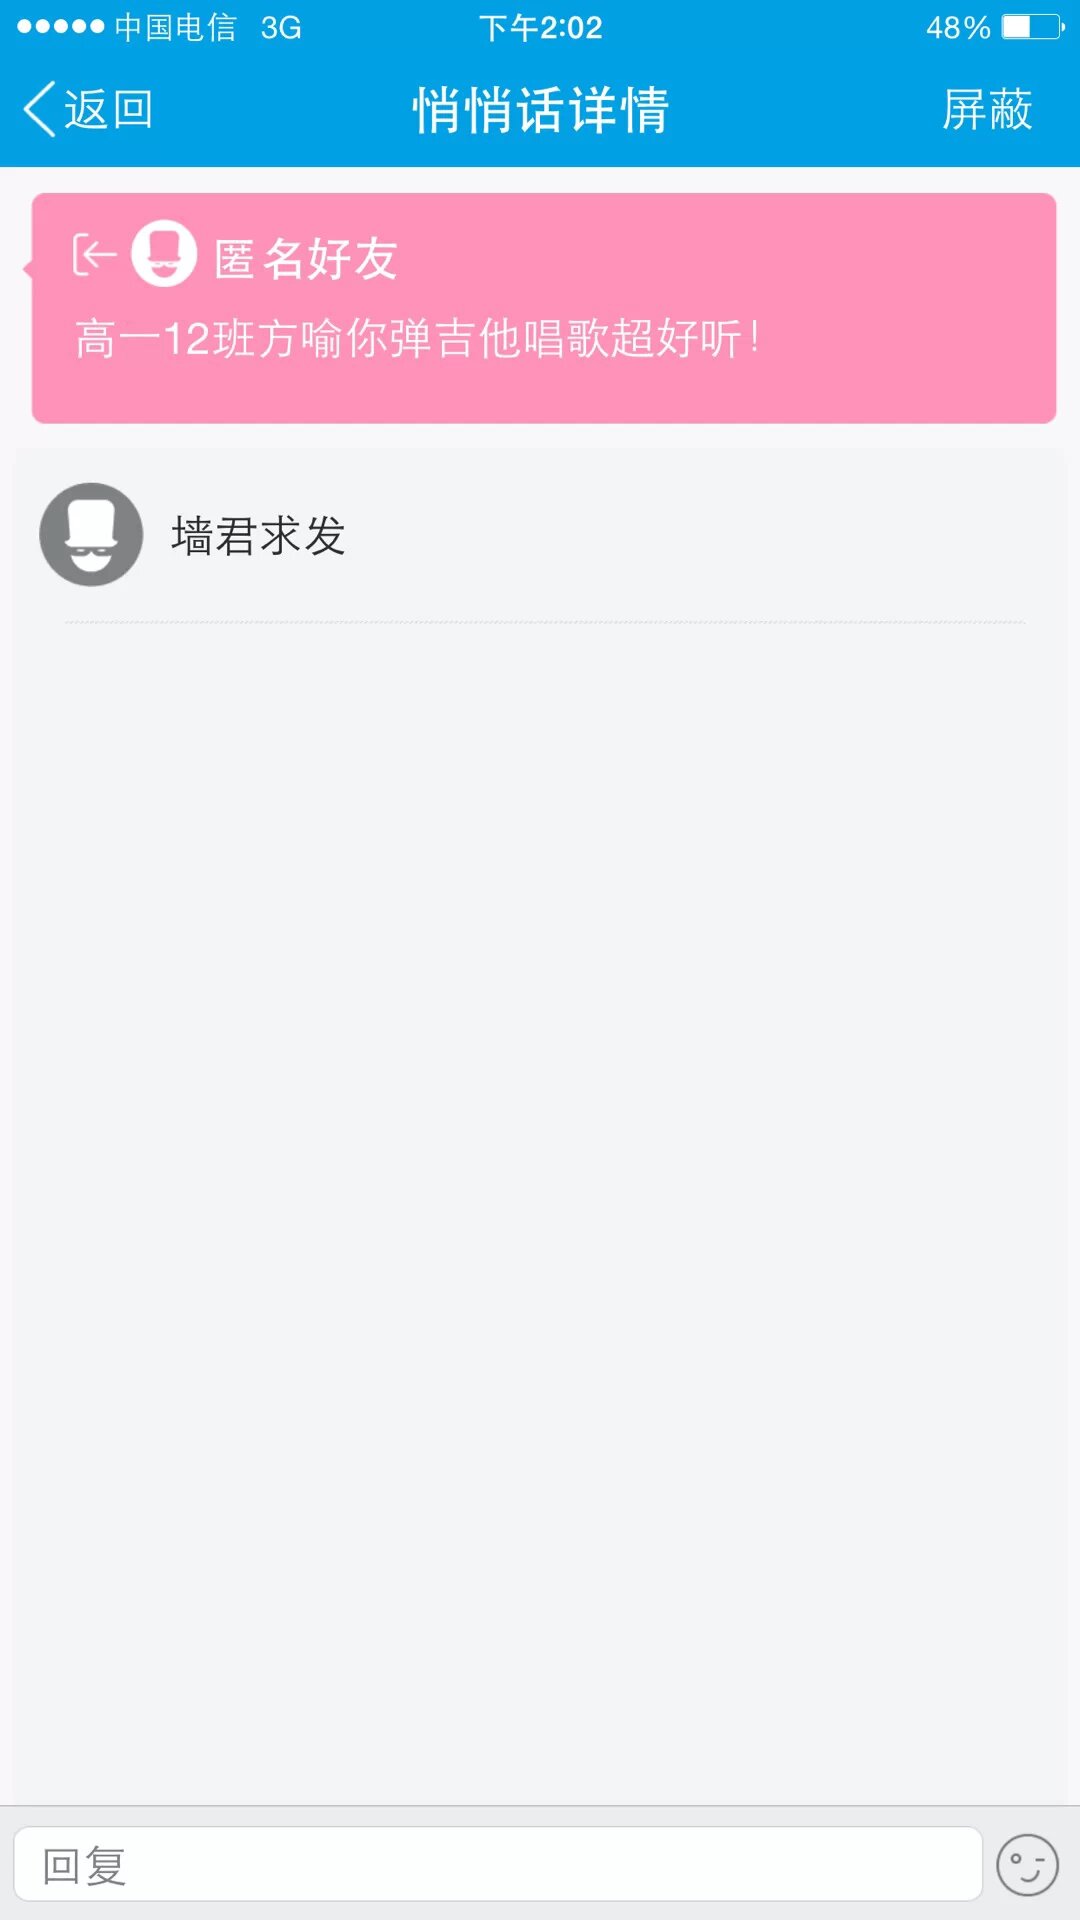 中国电信 3G 下午2:02 48%
返回 悄悄话详情 屏蔽
匿名好友
高一12班方喻你弹吉他唱歌超好听!
墙君求发
回复